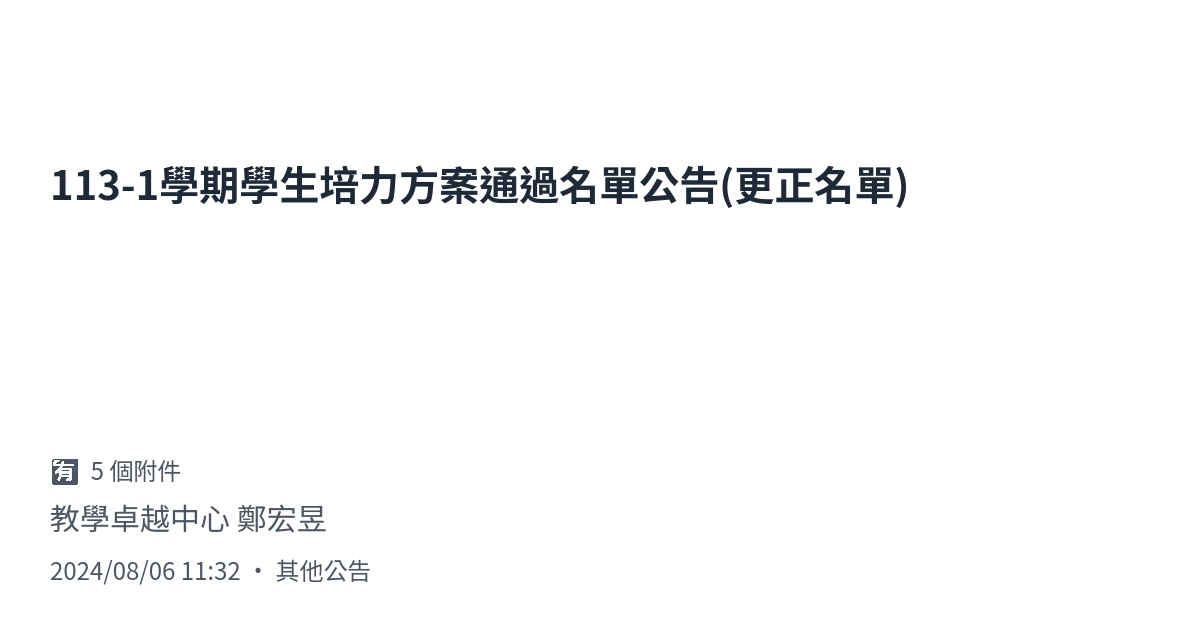 113-1學期學生培力方案通過名單公告(更正名單)
有 5 個附件
教學卓越中心 鄭宏昱
2024/08/06 11:32 • 其他公告